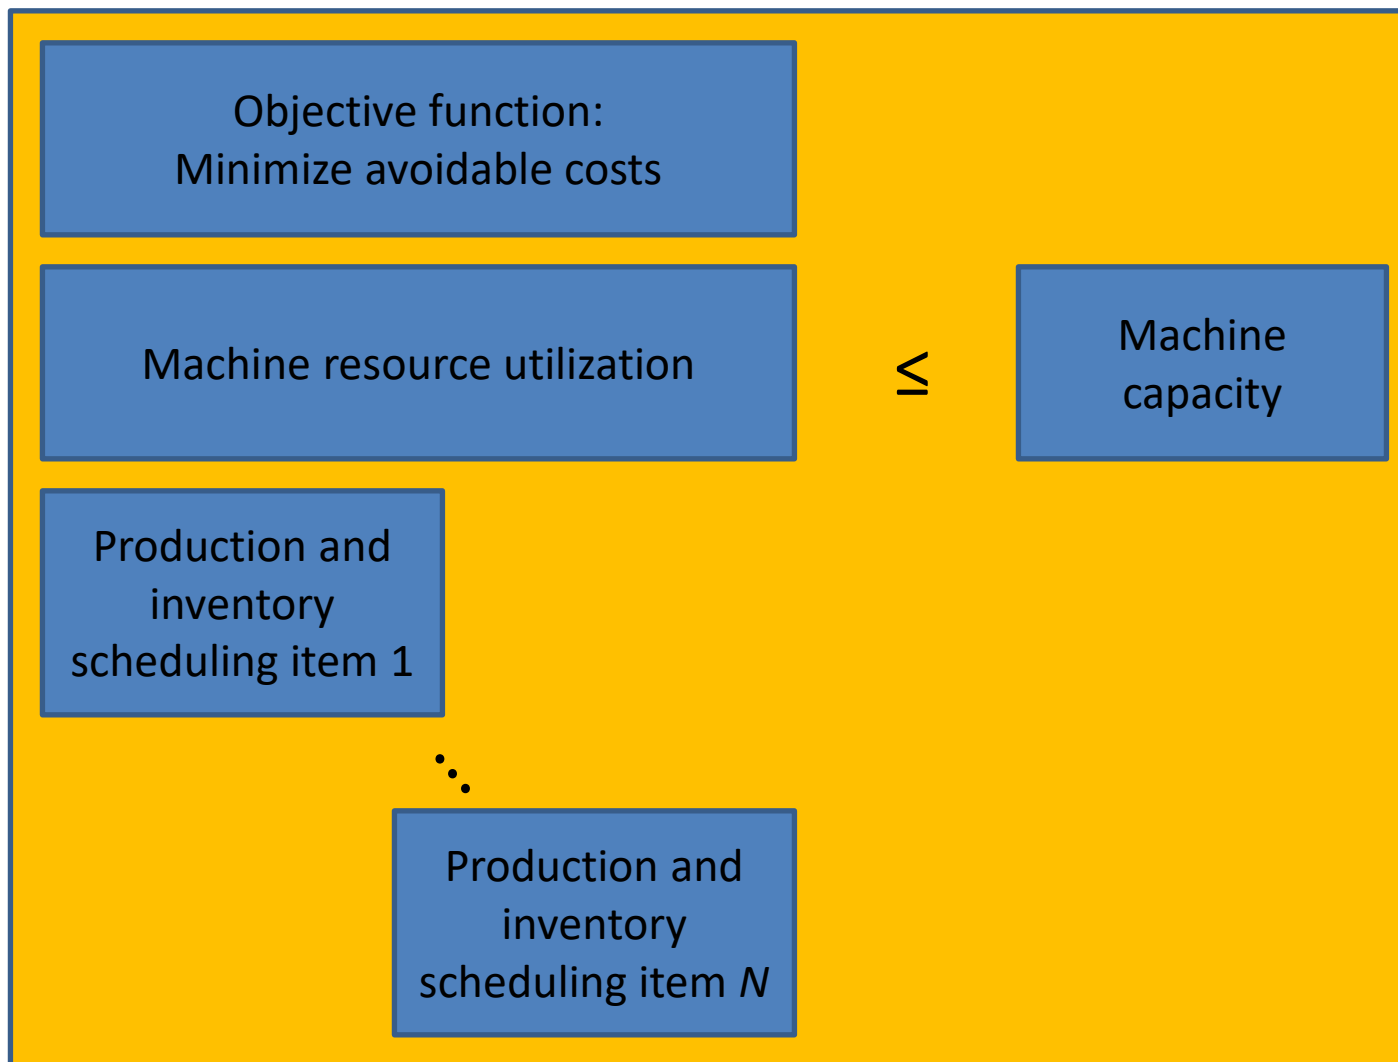 Objective function:
Minimize avoidable costs
Machine resource utilization
≤
Machine
capacity
Production and
inventory
scheduling item 1
⋱
Production and
inventory
scheduling item N